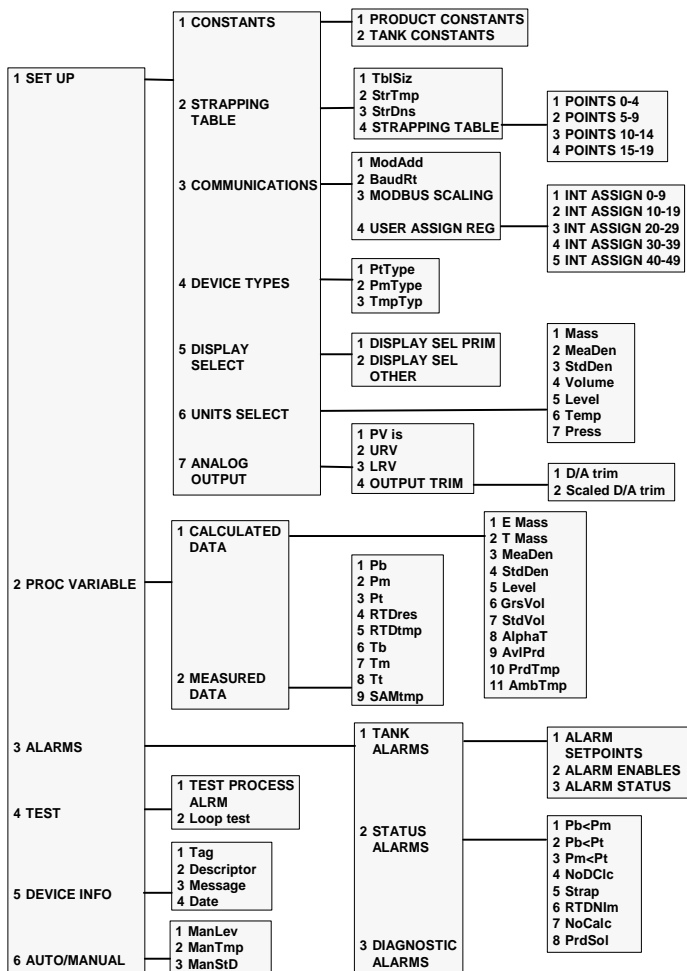 1 SET UP
1 CONSTANTS
1 PRODUCT CONSTANTS
2 TANK CONSTANTS
2 STRAPPING
TABLE
1 TblSiz
2 StrTmp
3 StrDns
4 STRAPPING TABLE
1 POINTS 0-4
2 POINTS 5-9
3 POINTS 10-14
4 POINTS 15-19
3 COMMUNICATIONS
1 ModAdd
2 BaudRt
3 MODBUS SCALING
4 USER ASSIGN REG
1 INT ASSIGN 0-9
2 INT ASSIGN 10-19
3 INT ASSIGN 20-29
4 INT ASSIGN 30-39
5 INT ASSIGN 40-49
4 DEVICE TYPES
1 PtType
2 PmType
3 TmpTyp
5 DISPLAY
SELECT
1 DISPLAY SEL PRIM
2 DISPLAY SEL
OTHER
6 UNITS SELECT
1 Mass
2 MeaDen
3 StdDen
4 Volume
5 Level
6 Temp
7 Press
7 ANALOG
OUTPUT
1 PV is
2 URV
3 LRV
4 OUTPUT TRIM
1 D/A trim
2 Scaled D/A trim
2 PROC VARIABLE
1 CALCULATED
DATA
1 E Mass
2 T Mass
3 MeaDen
4 StdDen
5 Level
6 GrsVol
7 StdVol
8 AlphaT
9 AvlPrd
10 PrdTmp
11 AmbTmp
2 MEASURED
DATA
1 Pb
2 Pm
3 Pt
4 RTDres
5 RTDtmp
6 Tb
7 Tm
8 Tt
9 SAMtmp
3 ALARMS
1 TANK
ALARMS
1 ALARM
SETPOINTS
2 ALARM ENABLES
3 ALARM STATUS
2 STATUS
ALARMS
1 Pb<Pm
2 Pb<Pt
3 Pm<Pt
4 NoDClc
5 Strap
6 RTDNIm
7 NoCalc
8 PrdSol
3 DIAGNOSTIC
ALARMS
4 TEST
1 TEST PROCESS
ALRM
2 Loop test
5 DEVICE INFO
1 Tag
2 Descriptor
3 Message
4 Date
6 AUTO/MANUAL
1 ManLev
2 ManTmp
3 ManStD